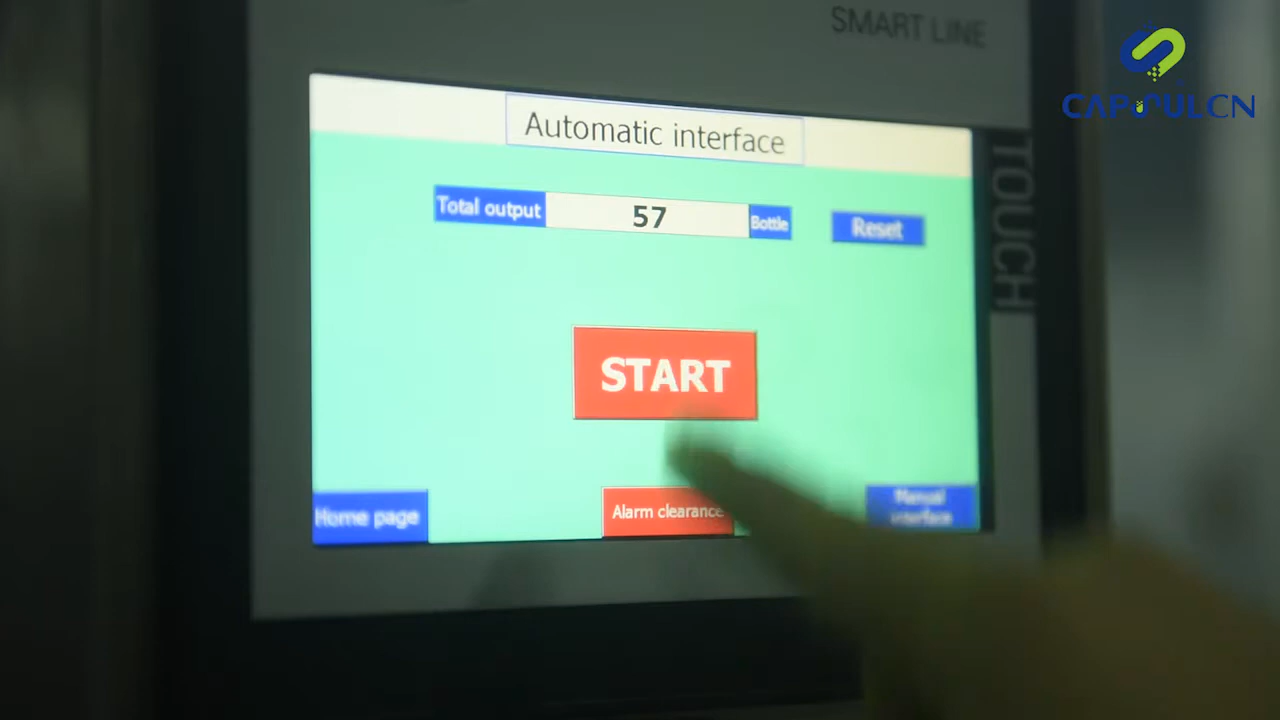 SMART LINE
CAPSULCN
Automatic interface
TOUCH
Total output 57 Bottle Reset
START
Home page Alarm clearance Manual
interface